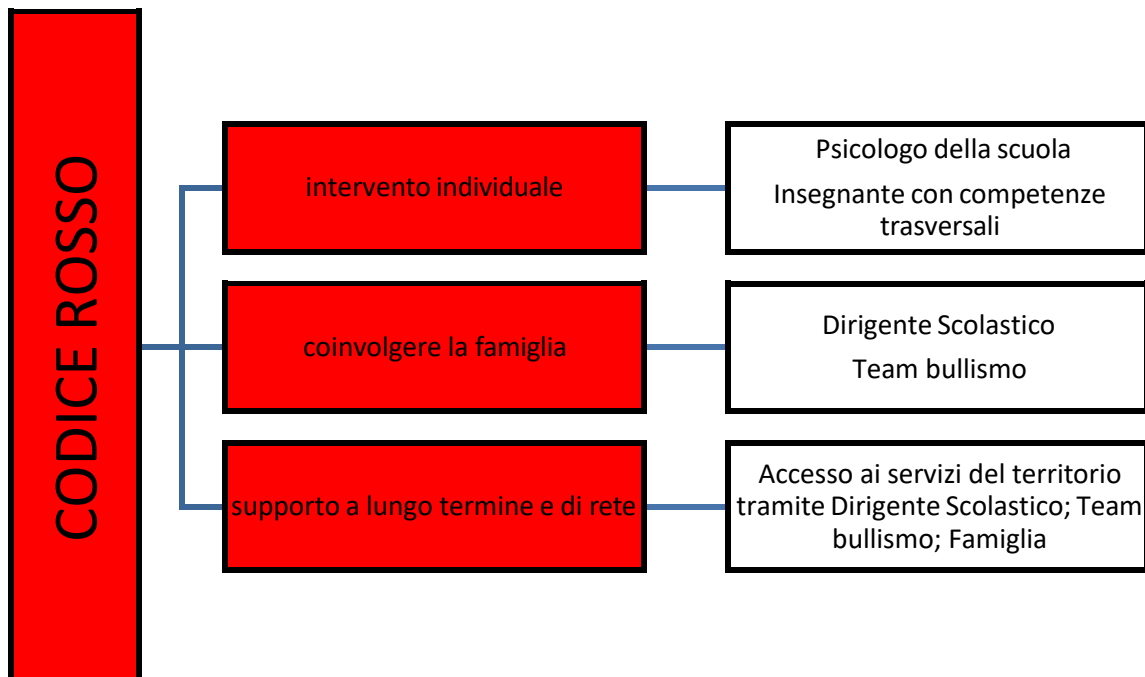 CODICE ROSSO
intervento individuale
Psicologo della scuola
Insegnante con competenze
trasversali
coinvolgere la famiglia
Dirigente Scolastico
Team bullismo
supporto a lungo termine e di rete
Accesso ai servizi del territorio
tramite Dirigente Scolastico; Team
bullismo; Famiglia